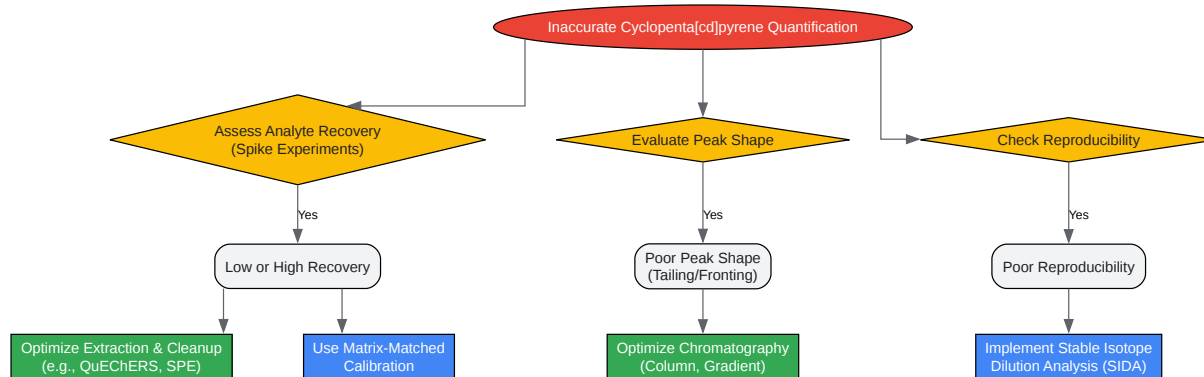 Inaccurate Cyclopenta[cd]pyrene Quantification
Assess Analyte Recovery
(Spike Experiments)
Evaluate Peak Shape
Check Reproducibility
Yes
Yes
Yes
Low or High Recovery
Poor Peak Shape
(Tailing/Fronting)
Poor Reproducibility
Optimize Extraction & Cleanup
(e.g., QuEChERS, SPE)
Use Matrix-Matched
Calibration
Optimize Chromatography
(Column, Gradient)
Implement Stable Isotope
Dilution Analysis (SIDA)